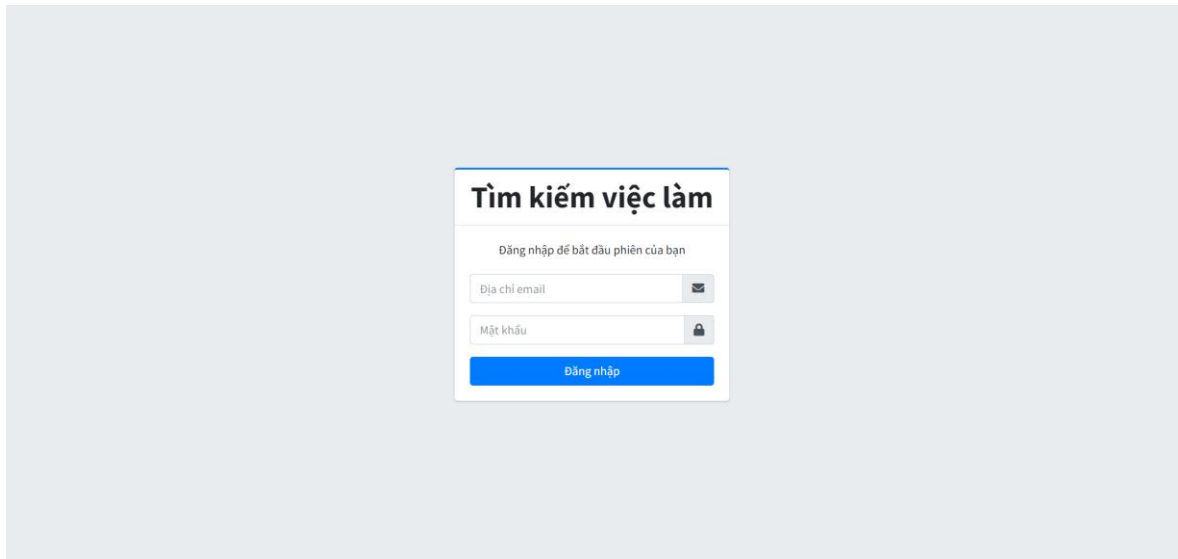 Tìm kiếm việc làm
Đăng nhập để bắt đầu phiên của bạn
Địa chỉ email
Mật khẩu
Đăng nhập